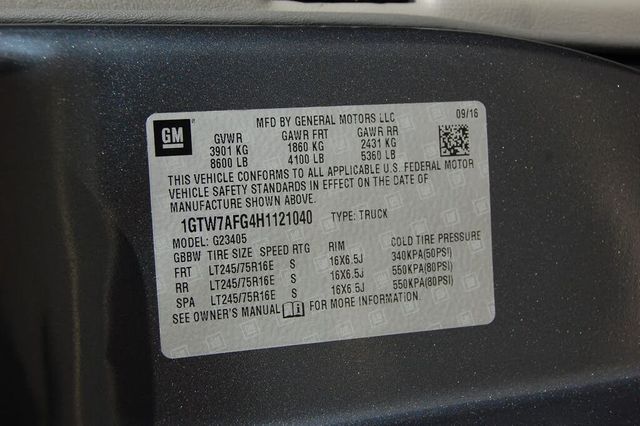 GM
MFD BY GENERAL MOTORS LLC 09/16
GVWR GAWR FRT GAWR RR
3901 KG 1860 KG 2431 KG
8600 LB 4100 LB 5360 LB
THIS VEHICLE CONFORMS TO ALL APPLICABLE U.S. FEDERAL MOTOR
VEHICLE SAFETY STANDARDS IN EFFECT ON THE DATE OF
MANUFACTURE SHOWN ABOVE.
1GTW7AFG4H1121040 TYPE: TRUCK
MODEL: G23405
GBBW TIRE SIZE SPEED RTG RIM COLD TIRE PRESSURE
FRT LT245/75R16E S 16X6.5J 340KPA(50PSI)
RR LT245/75R16E S 16X6.5J 550KPA(80PSI)
SPA LT245/75R16E S 16X6.5J 550KPA(80PSI)
SEE OWNER'S MANUAL FOR MORE INFORMATION.